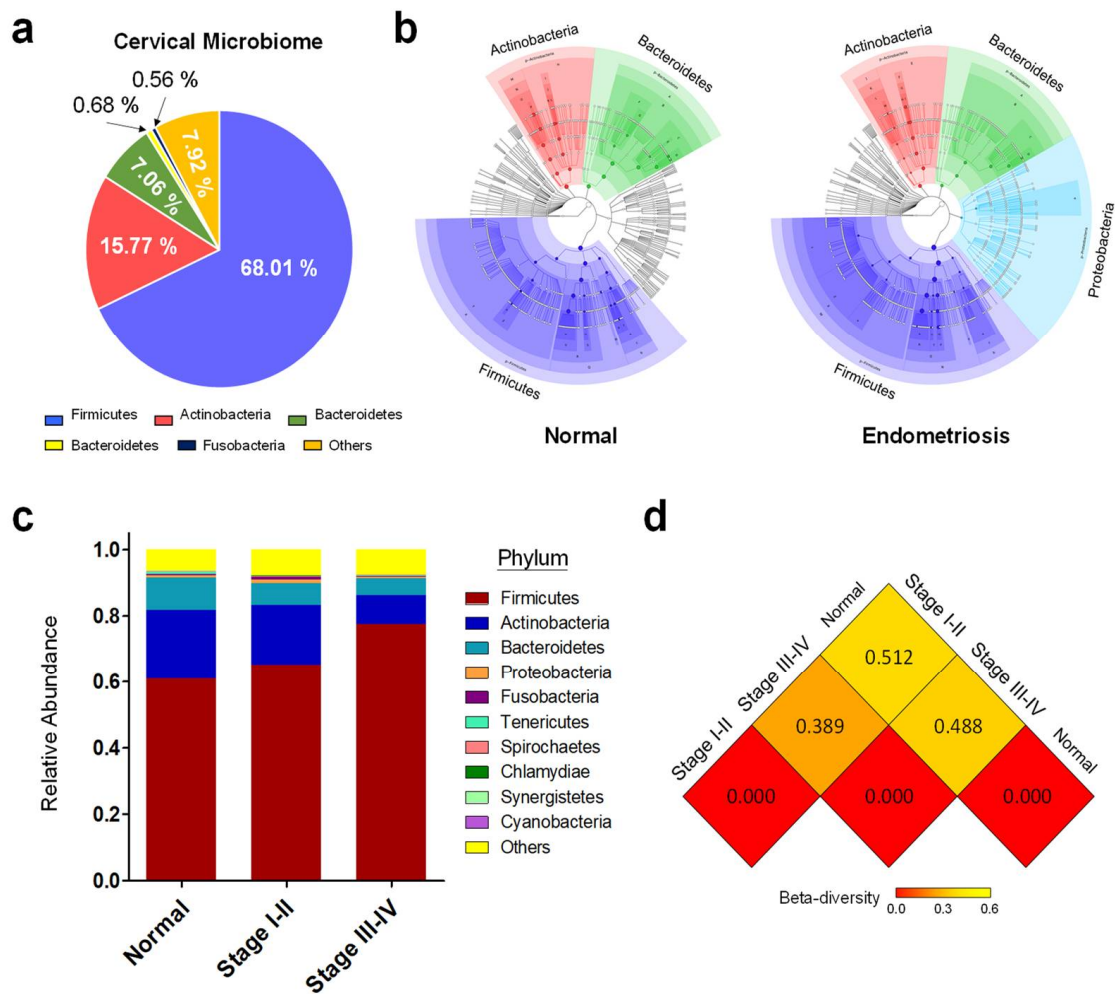 a
Cervical Microbiome
0.56 %
0.68 %
7.92 %
7.06 %
15.77 %
68.01 %
Firmicutes
Actinobacteria
Bacteroidetes
Bacteroidetes
Fusobacteria
Others
b
Actinobacteria
Bacteroidetes
Firmicutes
Normal
Actinobacteria
Bacteroidetes
Proteobacteria
Firmicutes
Endometriosis
c
Relative Abundance
1.0
0.8
0.6
0.4
0.2
0.0
Normal
Stage I-II
Stage III-IV
Phylum
Firmicutes
Actinobacteria
Bacteroidetes
Proteobacteria
Fusobacteria
Tenericutes
Spirochaetes
Chlamydiae
Synergistetes
Cyanobacteria
Others
d
Stage I-II
Stage III-IV
Normal
Stage I-II
Stage III-IV
Normal
0.512
0.389
0.488
0.000
0.000
0.000
Beta-diversity
0.0
0.3
0.6